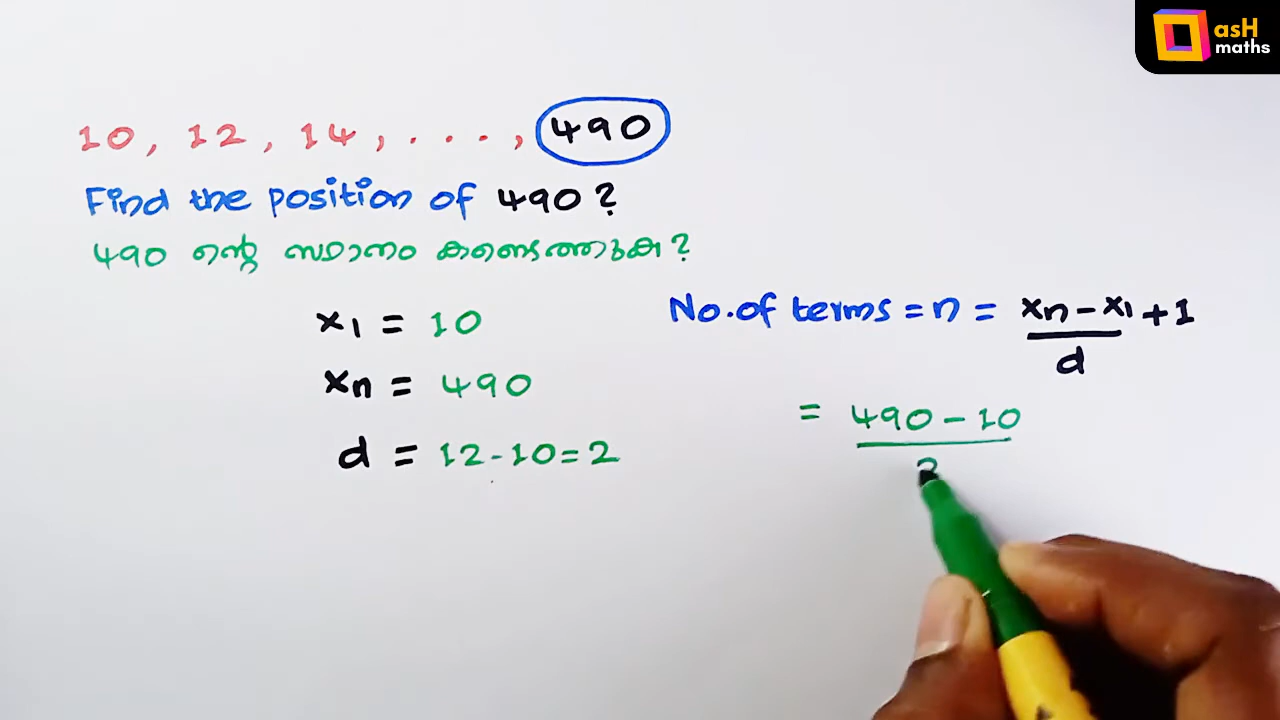 asH
maths
10, 12, 14, . . . , 490
Find the position of 490?
490 ന്റെ സ്ഥാനം കണ്ടെത്തുക?
x1 = 10
xn = 490
d = 12-10=2
No.of terms = n = xn-x1/d +1
= 490-10/2